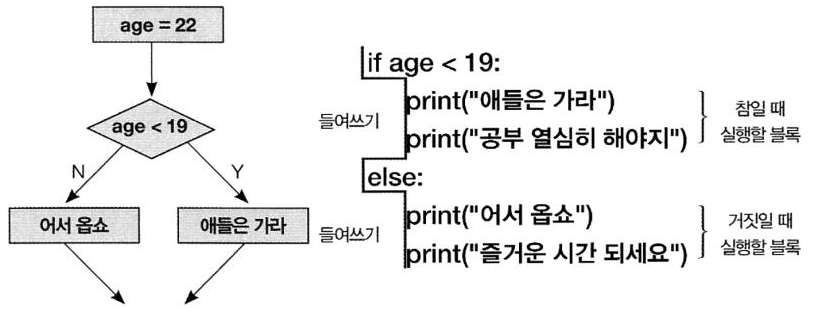 age = 22
age < 19
N
Y
어서 옵쇼
애들은 가라
if age < 19:
print("애들은 가라")
print("공부 열심히 해야지")
들여쓰기
참일 때
실행할 블록
else:
print("어서 옵쇼")
print("즐거운 시간 되세요")
들여쓰기
거짓일 때
실행할 블록